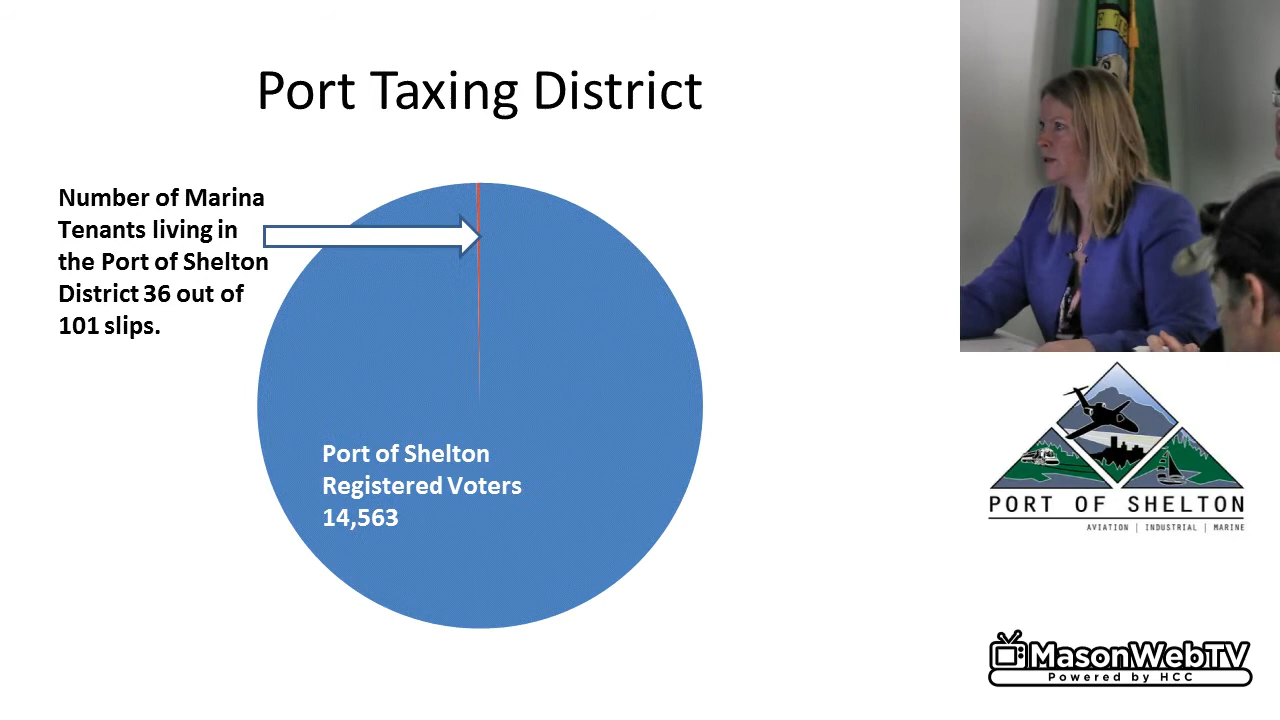 Port Taxing District
Number of Marina
Tenants living in
the Port of Shelton
District 36 out of
101 slips.
Port of Shelton
Registered Voters
14,563
PORT OF SHELTON
AVIATION | INDUSTRIAL | MARINE
MasonWebTV
Powered by HCC